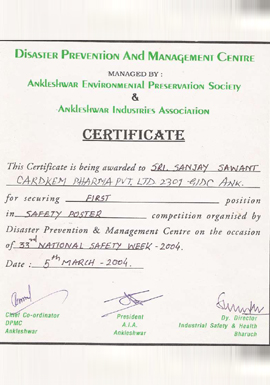 DISASTER PREVENTION AND MANAGEMENT CENTRE
MANAGED BY :
ANKLESHWAR ENVIRONMENTAL PRESERVATION SOCIETY
&
ANKLESHWAR INDUSTRIES ASSOCIATION
CERTIFICATE
This Certificate is being awarded to SRI. SANJAY SAWANT
CARDKEM PHARMA PVT. LTD 2301 GIDC ANK.
for securing FIRST position
in SAFETY POSTER competition organised by
Disaster Prevention & Management Centre on the occasion
of 33rd NATIONAL SAFETY WEEK -2004.
Date : 5th MARCH -2004.
Chief Co-ordinator
DPMC
Ankleshwar
President
A.I.A.
Ankleshwar
Dy. Director
Industrial Safety & Health
Bharuch